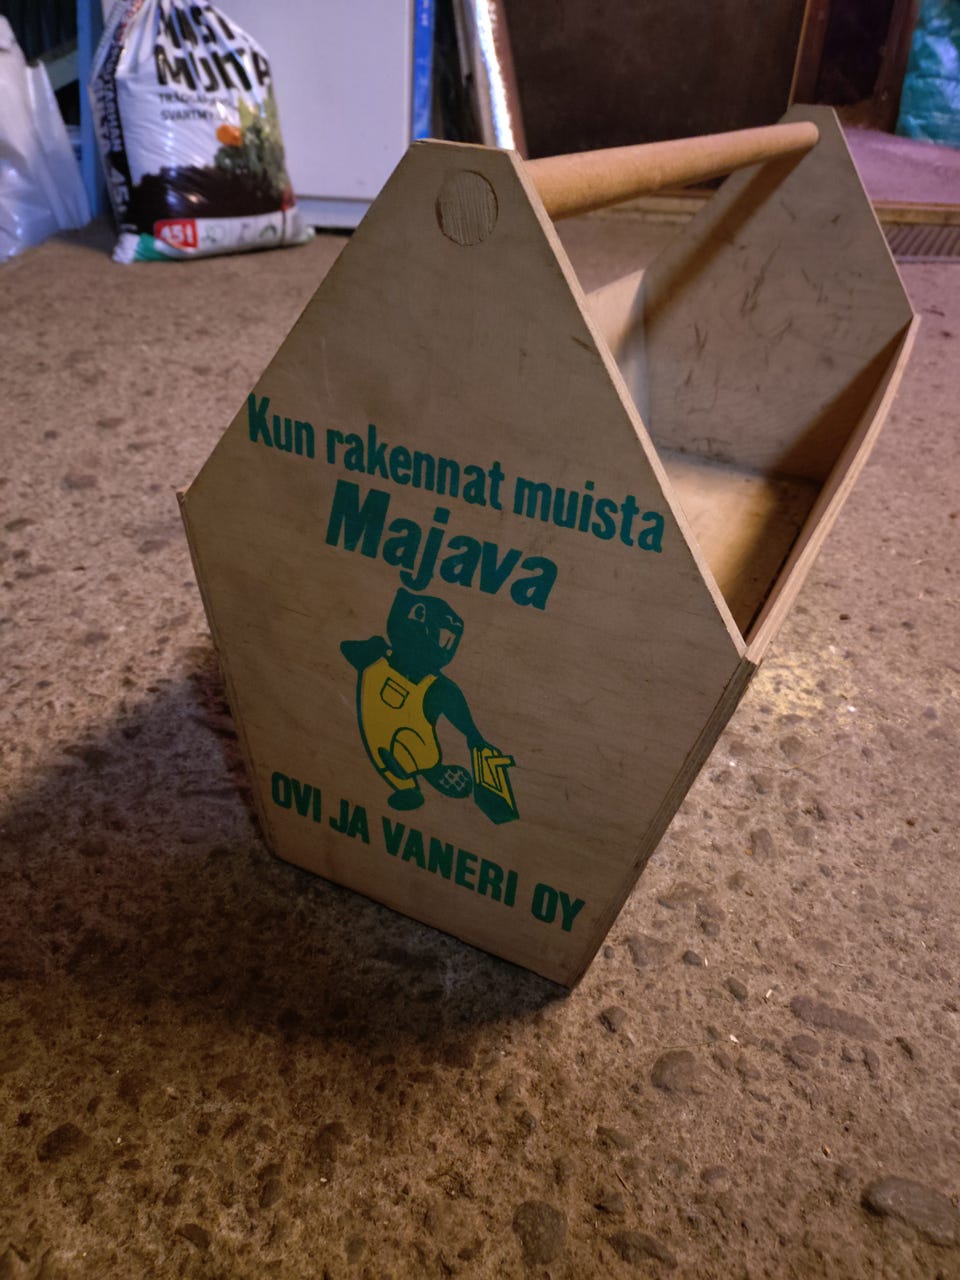 Kun rakennat muista
Majava
OVI JA VANERI OY